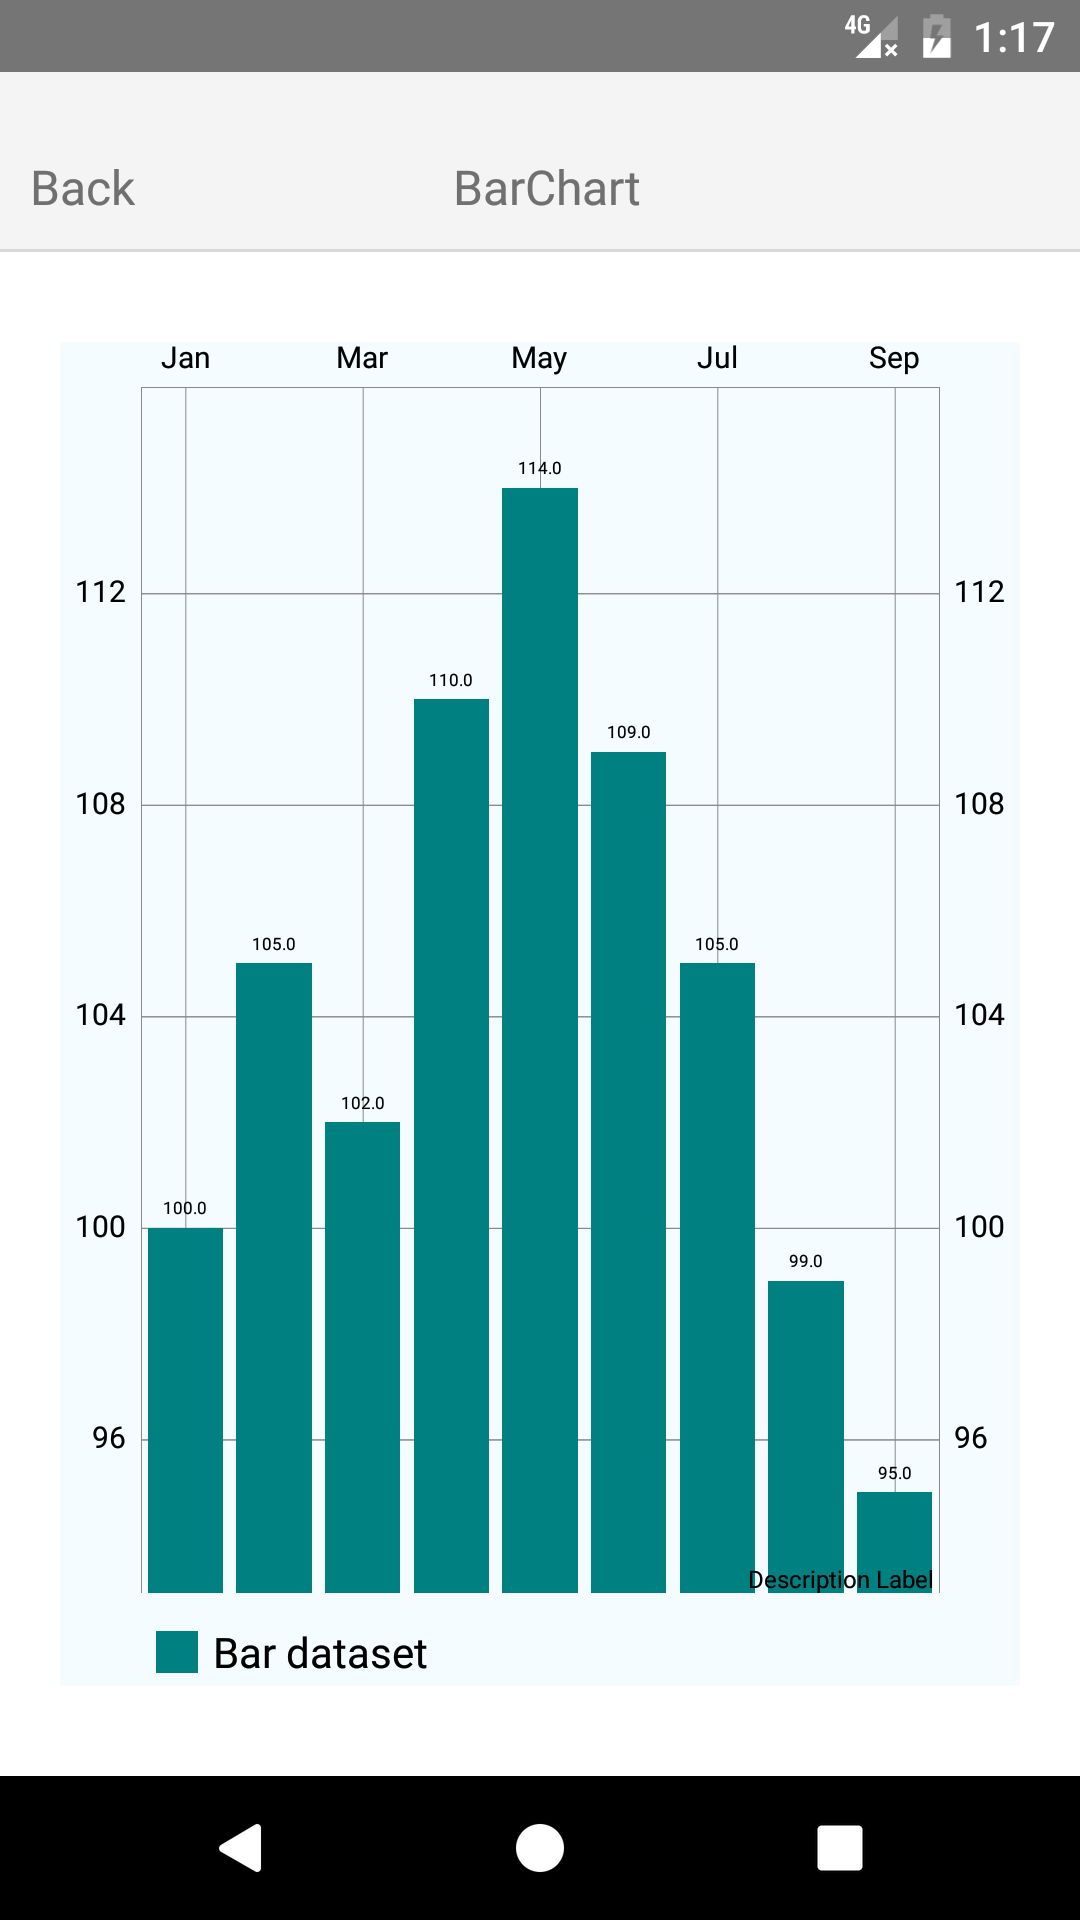 4G 1:17
Back BarChart
Jan Mar May Jul Sep
114.0
112 112
110.0
109.0
108 108
105.0 105.0
104 104
102.0
100.0
100 100
99.0
96 96
95.0
Description Label
Bar dataset